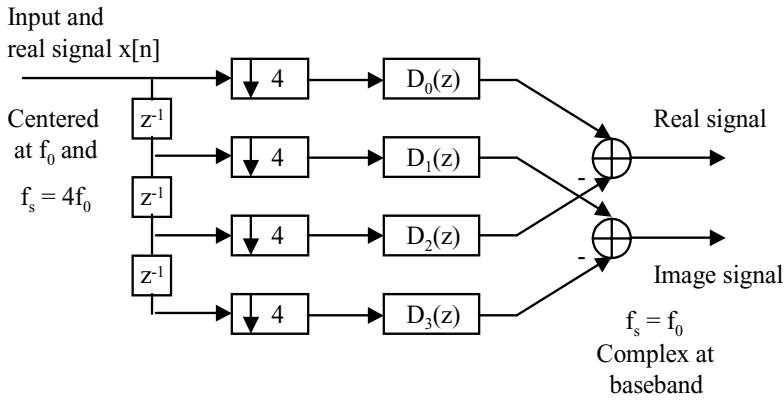 Input and
real signal x[n]
4
D₀(z)
Centered
at f₀ and
fₛ = 4f₀
z⁻¹
Real signal
4
D₁(z)
-
z⁻¹
4
D₂(z)
-
Image signal
z⁻¹
4
D₃(z)
fₛ = f₀
Complex at
baseband